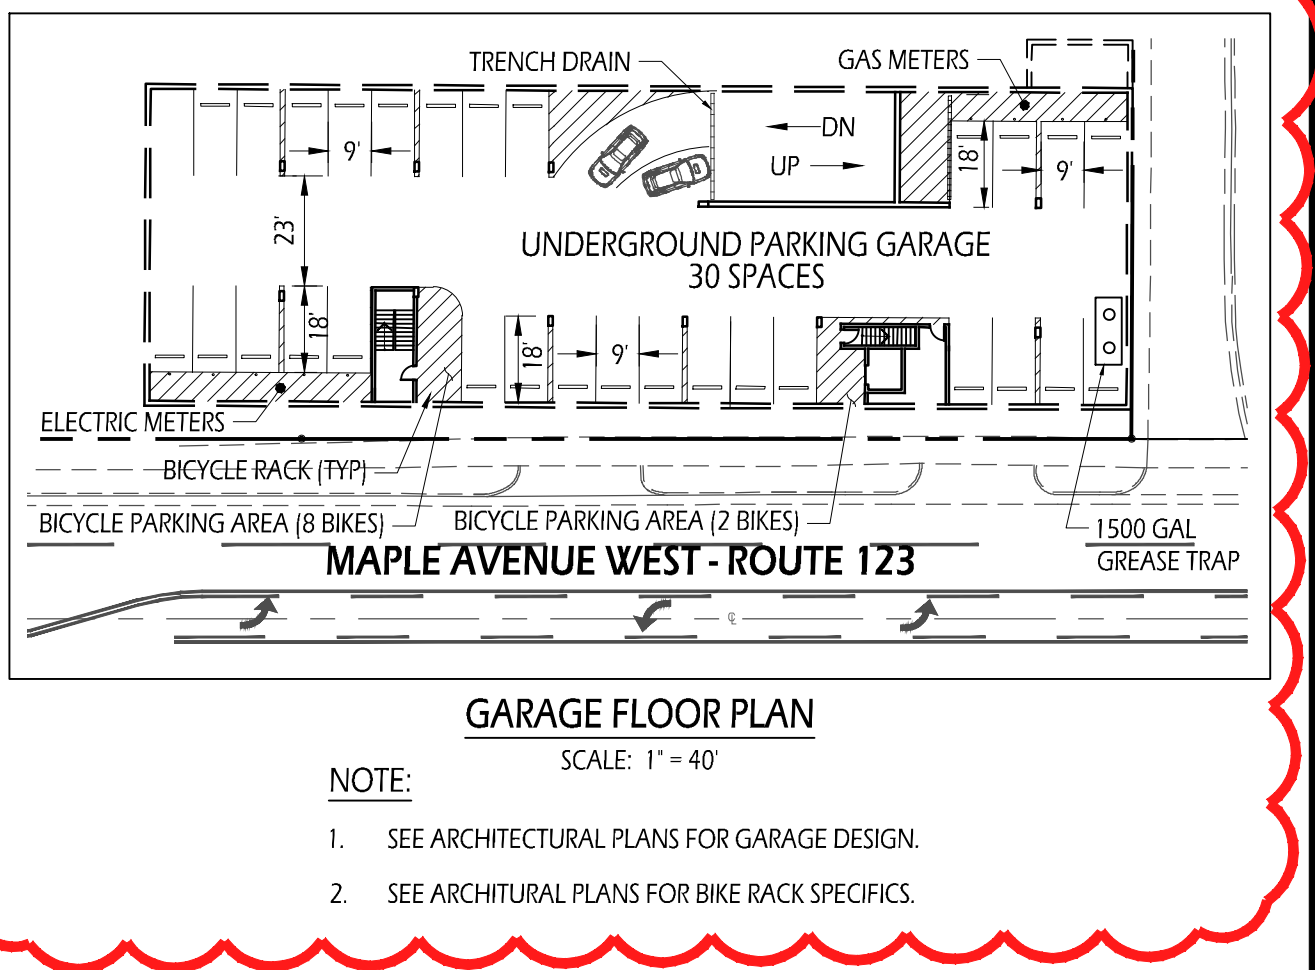 TRENCH DRAIN
GAS METERS
DN
UP
9'
18'
9'
23'
UNDERGROUND PARKING GARAGE
30 SPACES
18'
18'
9'
ELECTRIC METERS
BICYCLE RACK (TYP)
BICYCLE PARKING AREA (8 BIKES)
BICYCLE PARKING AREA (2 BIKES)
1500 GAL
GREASE TRAP
MAPLE AVENUE WEST - ROUTE 123
℄
GARAGE FLOOR PLAN
SCALE: 1" = 40'
NOTE:
1. SEE ARCHITECTURAL PLANS FOR GARAGE DESIGN.
2. SEE ARCHITURAL PLANS FOR BIKE RACK SPECIFICS.